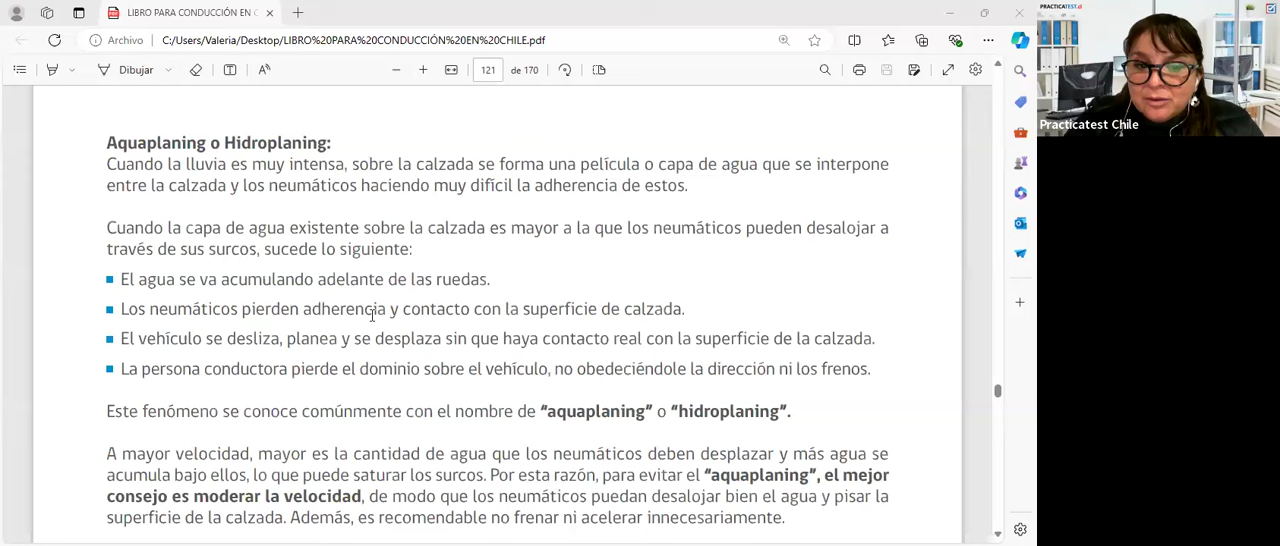 LIBRO PARA CONDUCCIÓN EN C
PRACTICATEST.cl
Archivo
C:/Users/Valeria/Desktop/LIBRO%20PARA%20CONDUCCIÓN%20EN%20CHILE.pdf
Dibujar
121
de 170
Practicatest Chile
Aquaplaning o Hidroplaning:
Cuando la lluvia es muy intensa, sobre la calzada se forma una película o capa de agua que se interpone
entre la calzada y los neumáticos haciendo muy difícil la adherencia de estos.
Cuando la capa de agua existente sobre la calzada es mayor a la que los neumáticos pueden desalojar a
través de sus surcos, sucede lo siguiente:
El agua se va acumulando adelante de las ruedas.
Los neumáticos pierden adherencia y contacto con la superficie de calzada.
El vehículo se desliza, planea y se desplaza sin que haya contacto real con la superficie de la calzada.
La persona conductora pierde el dominio sobre el vehículo, no obedeciéndole la dirección ni los frenos.
Este fenómeno se conoce comúnmente con el nombre de “aquaplaning” o “hidroplaning”.
A mayor velocidad, mayor es la cantidad de agua que los neumáticos deben desplazar y más agua se
acumula bajo ellos, lo que puede saturar los surcos. Por esta razón, para evitar el “aquaplaning”, el mejor
consejo es moderar la velocidad, de modo que los neumáticos puedan desalojar bien el agua y pisar la
superficie de la calzada. Además, es recomendable no frenar ni acelerar innecesariamente.